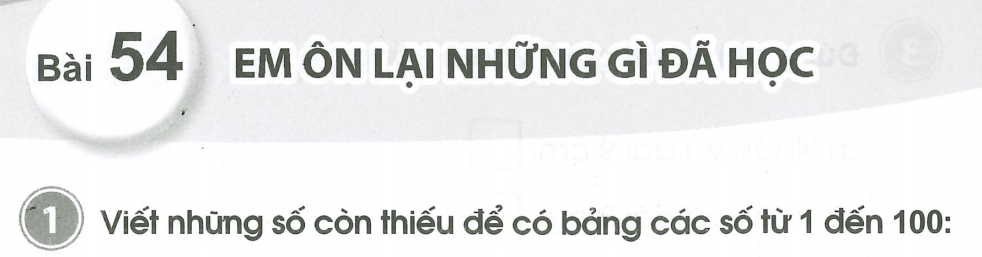 Bài 54 EM ÔN LẠI NHỮNG GÌ ĐÃ HỌC
1 Viết những số còn thiếu để có bảng các số từ 1 đến 100: